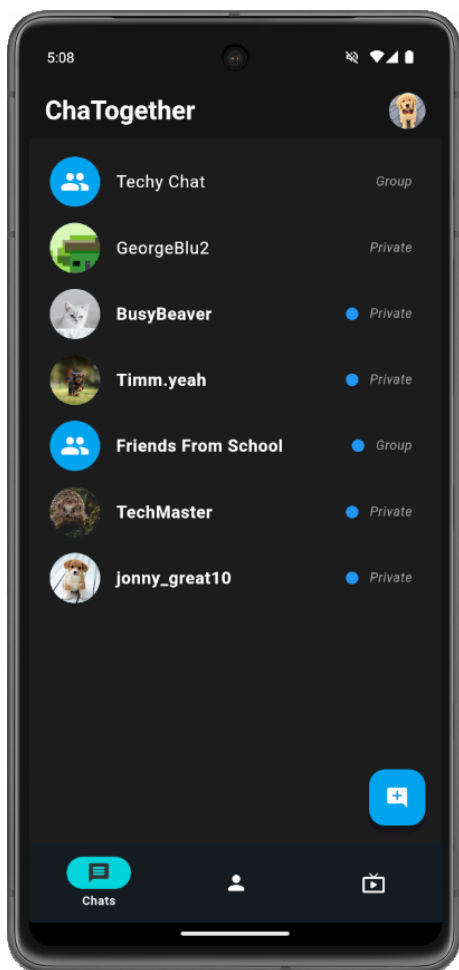 5:08
ChaTogether
Techy Chat Group
GeorgeBlu2 Private
BusyBeaver Private
Timm.yeah Private
Friends From School Group
TechMaster Private
jonny_great10 Private
Chats